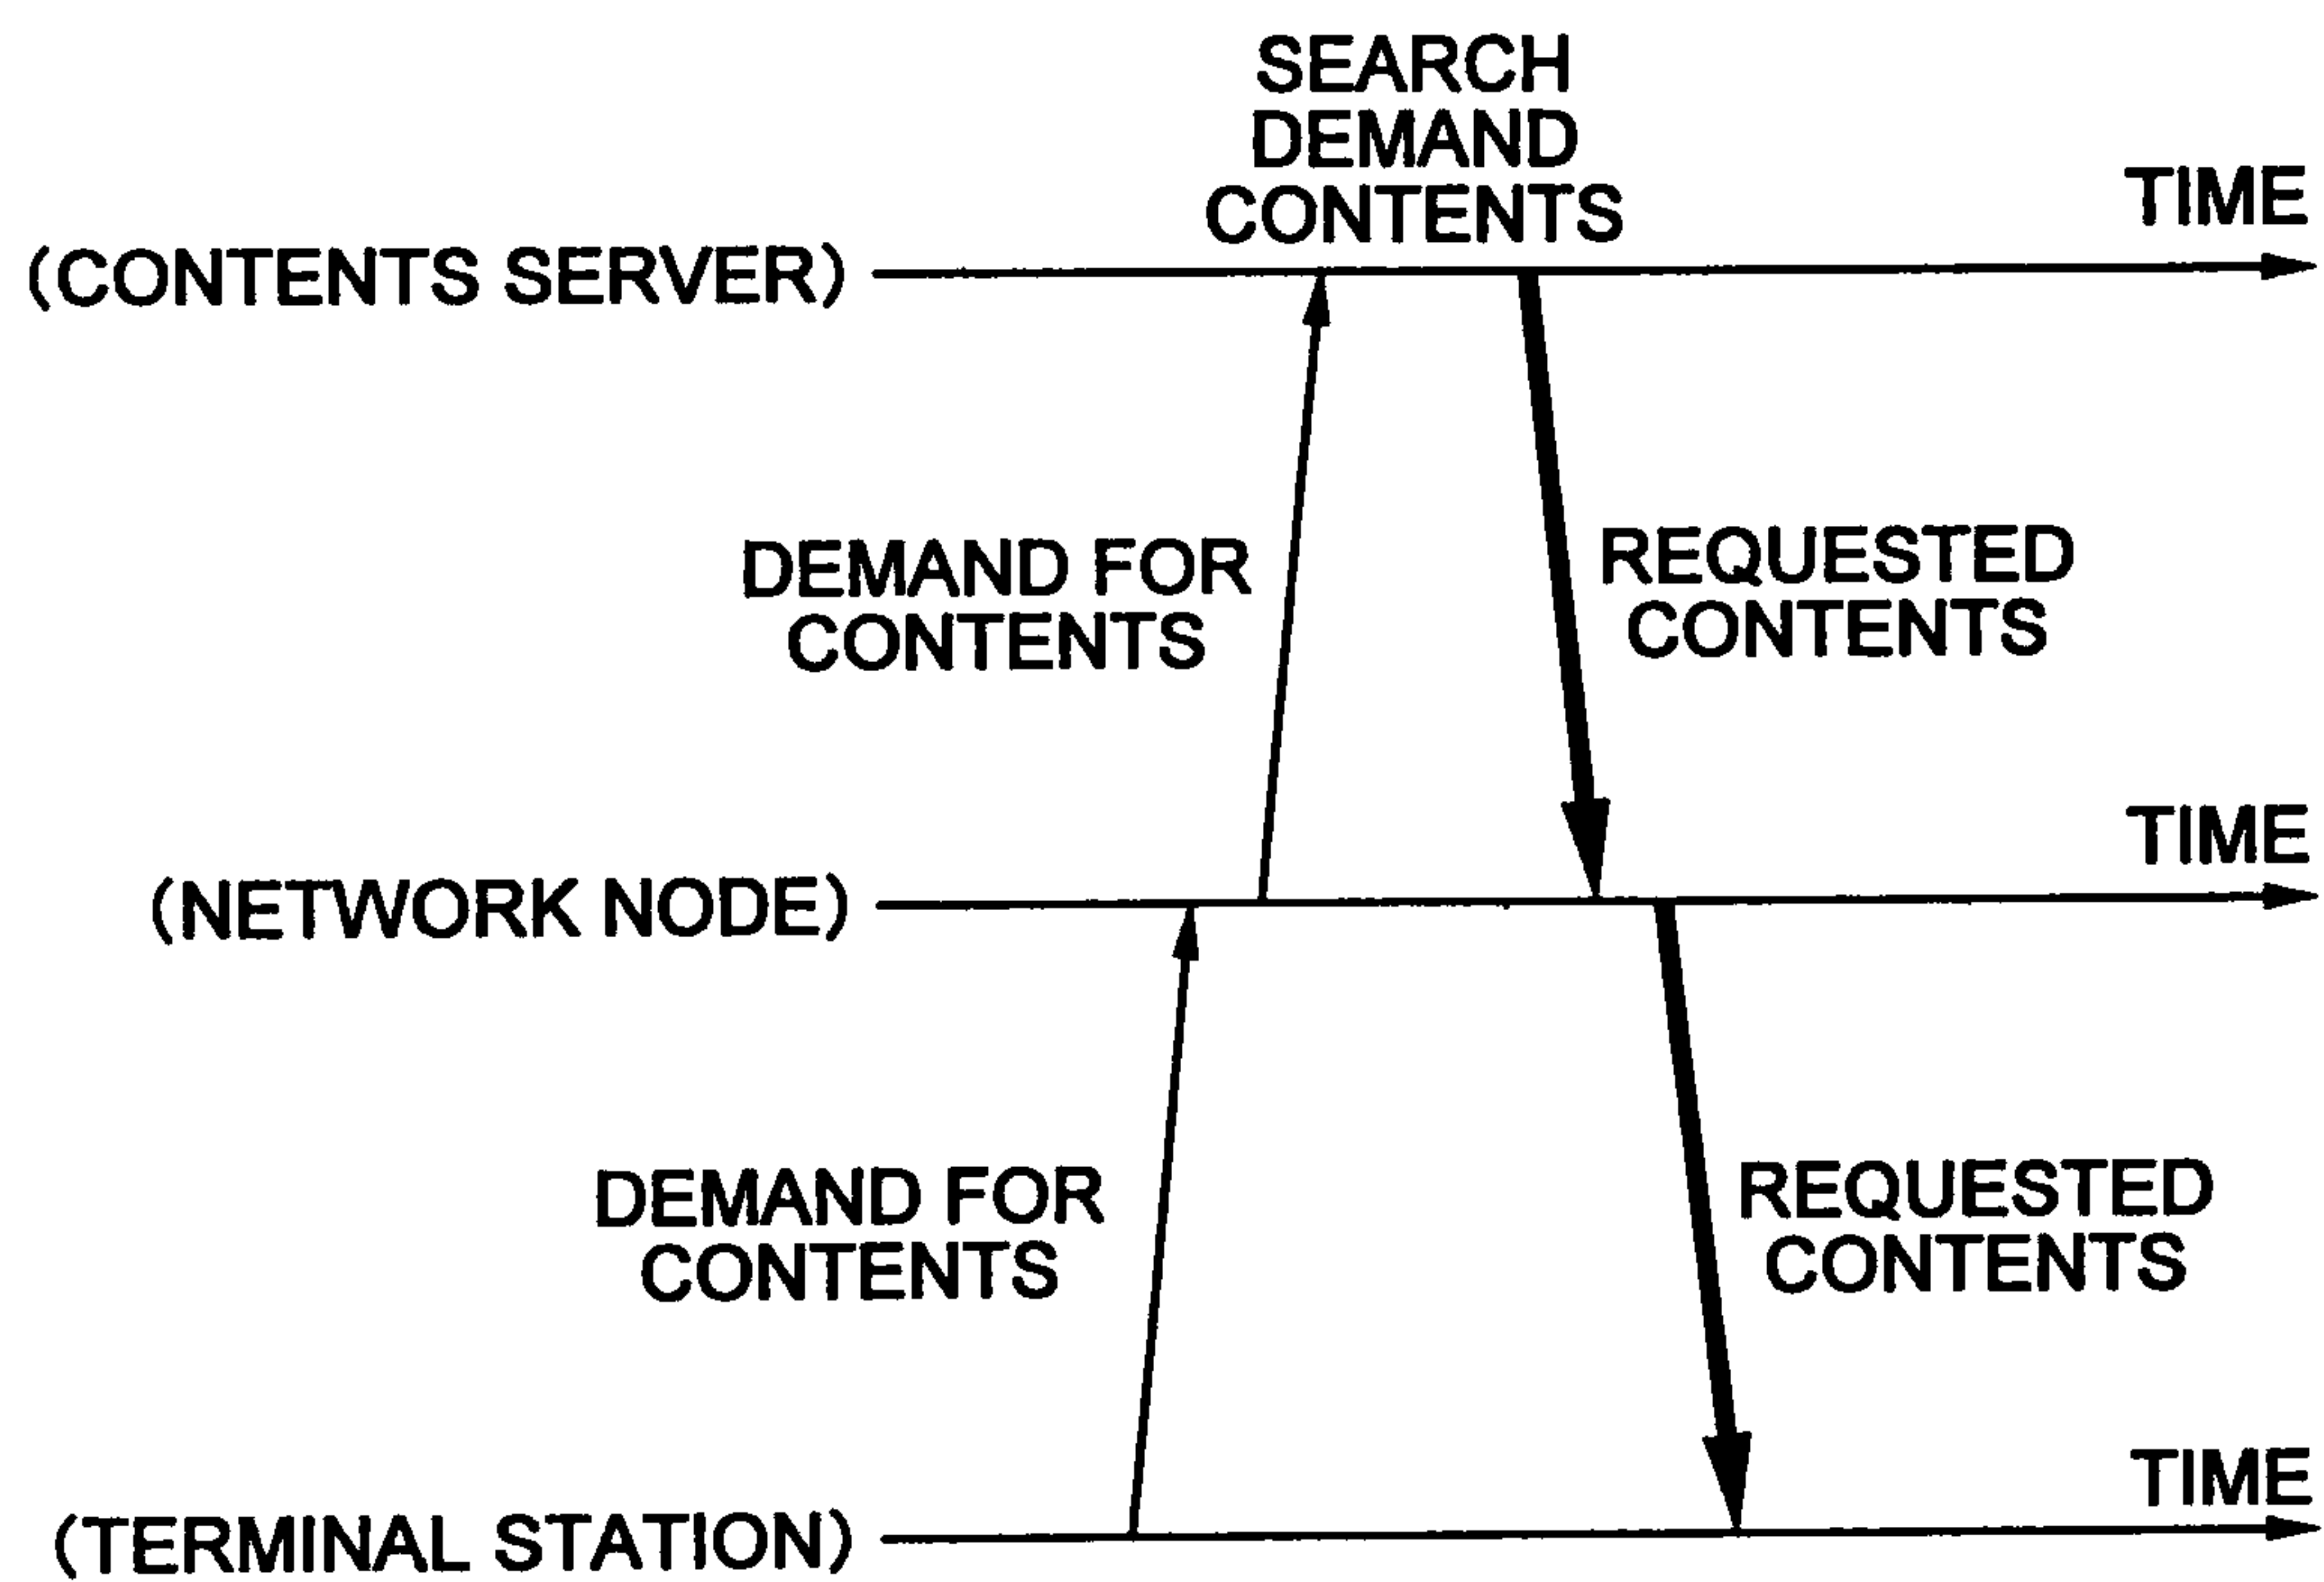 SEARCH
DEMAND
CONTENTS
TIME
(CONTENTS SERVER)
DEMAND FOR
CONTENTS
REQUESTED
CONTENTS
TIME
(NETWORK NODE)
DEMAND FOR
CONTENTS
REQUESTED
CONTENTS
TIME
(TERMINAL STATION)